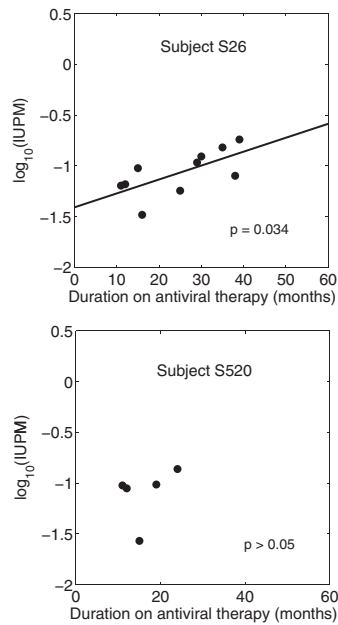 0.5
Subject S26
0
−0.5
log10(IUPM)
−1
−1.5
p = 0.034
−2
0 10 20 30 40 50 60
Duration on antiviral therapy (months)
0.5
Subject S520
0
−0.5
log10(IUPM)
−1
−1.5
p > 0.05
−2
0 20 40 60
Duration on antiviral therapy (months)